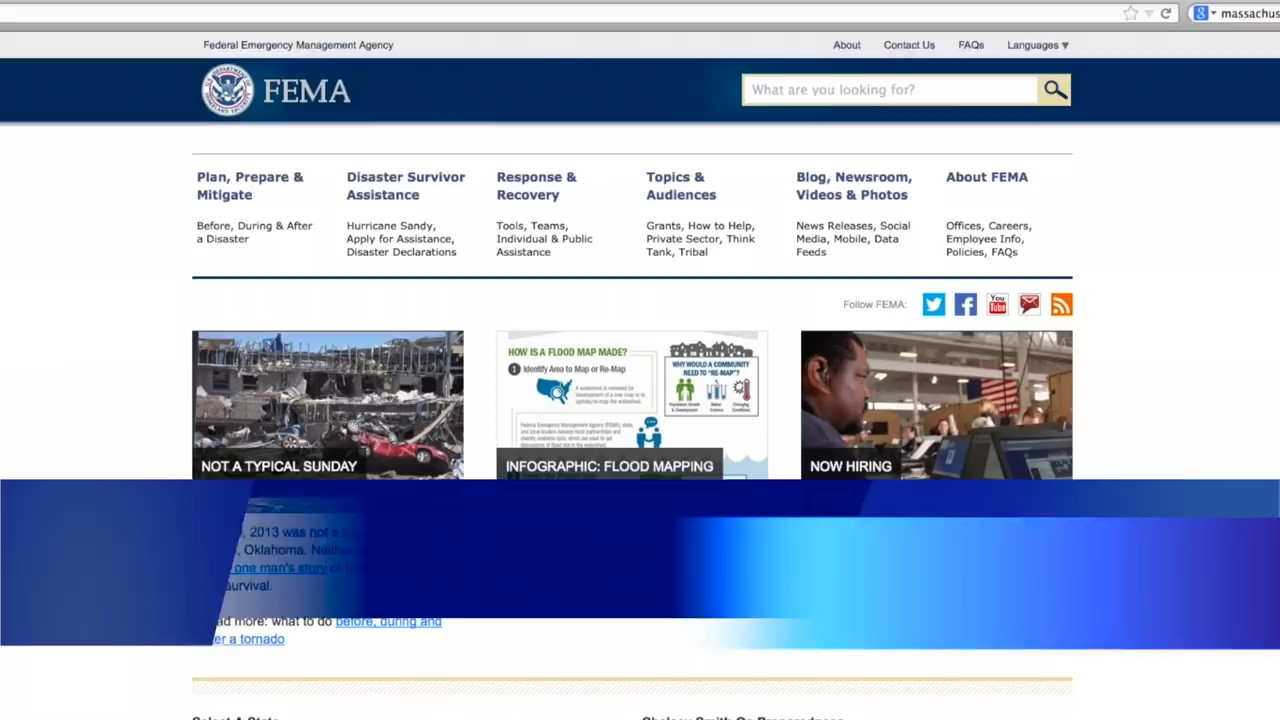 massachus
Federal Emergency Management Agency
About
Contact Us
FAQs
Languages
FEMA
What are you looking for?
Plan, Prepare &
Mitigate
Before, During & After
a Disaster
Disaster Survivor
Assistance
Hurricane Sandy,
Apply for Assistance,
Disaster Declarations
Response &
Recovery
Tools, Teams,
Individual & Public
Assistance
Topics &
Audiences
Grants, How to Help,
Private Sector, Think
Tank, Tribal
Blog, Newsroom,
Videos & Photos
News Releases, Social
Media, Mobile, Data
Feeds
About FEMA
Offices, Careers,
Employee Info,
Policies, FAQs
Follow FEMA:
You
Tube
NOT A TYPICAL SUNDAY
HOW IS A FLOOD MAP MADE?
1 Identify Area to Map or Re-Map
WHY WOULD A COMMUNITY
NEED TO "RE-MAP"?
INFOGRAPHIC: FLOOD MAPPING
NOW HIRING
, 2013 was not a
, Oklahoma.
one man's story of
survival.
ad more: what to do before, during and
er a tornado